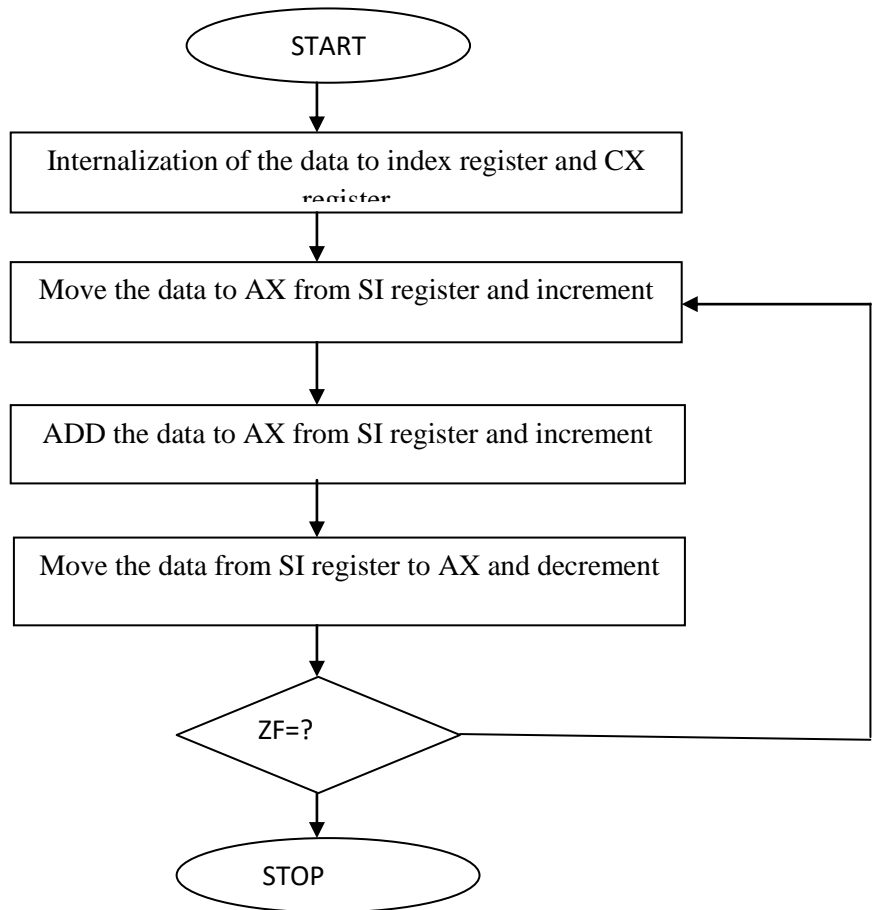 START
Internalization of the data to index register and CX
register
Move the data to AX from SI register and increment
ADD the data to AX from SI register and increment
Move the data from SI register to AX and decrement
ZF=?
STOP